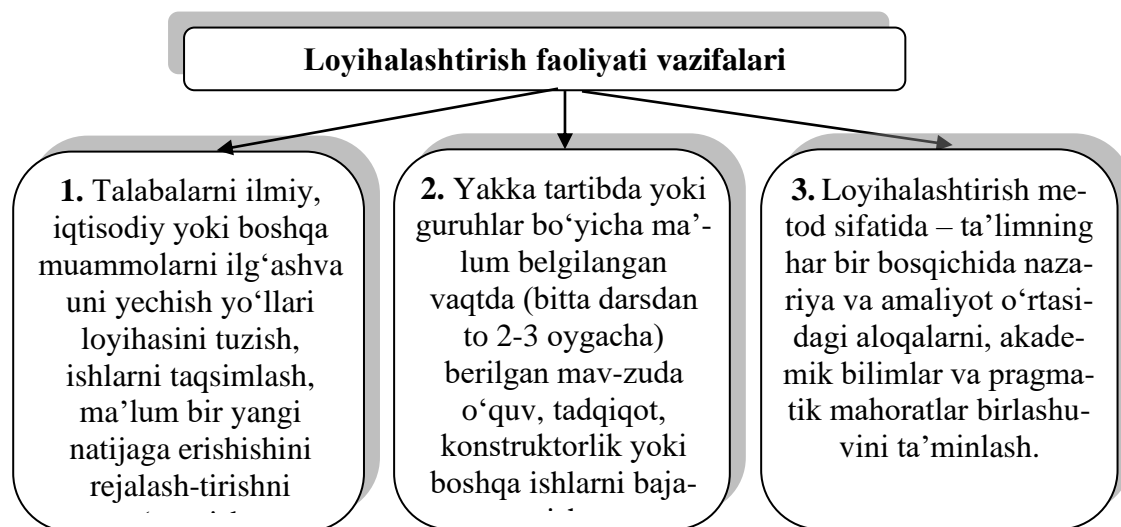 Loyihalashtirish faoliyati vazifalari
1. Talabalarni ilmiy,
iqtisodiy yoki boshqa
muammolarni ilg‘ashva
uni yechish yo‘llari
loyihasini tuzish,
ishlarni taqsimlash,
ma’lum bir yangi
natijaga erishishini
rejalash-tirishni
2. Yakka tartibda yoki
guruhlar bo‘yicha ma’-
lum belgilangan
vaqtda (bitta darsdan
to 2-3 oygacha)
berilgan mav-zuda
o‘quv, tadqiqot,
konstruktorlik yoki
boshqa ishlarni baja-
3. Loyihalashtirish me-
tod sifatida – ta’limning
har bir bosqichida naza-
riya va amaliyot o‘rtasi-
dagi aloqalarni, akade-
mik bilimlar va pragma-
tik mahoratlar birlashu-
vini ta’minlash.